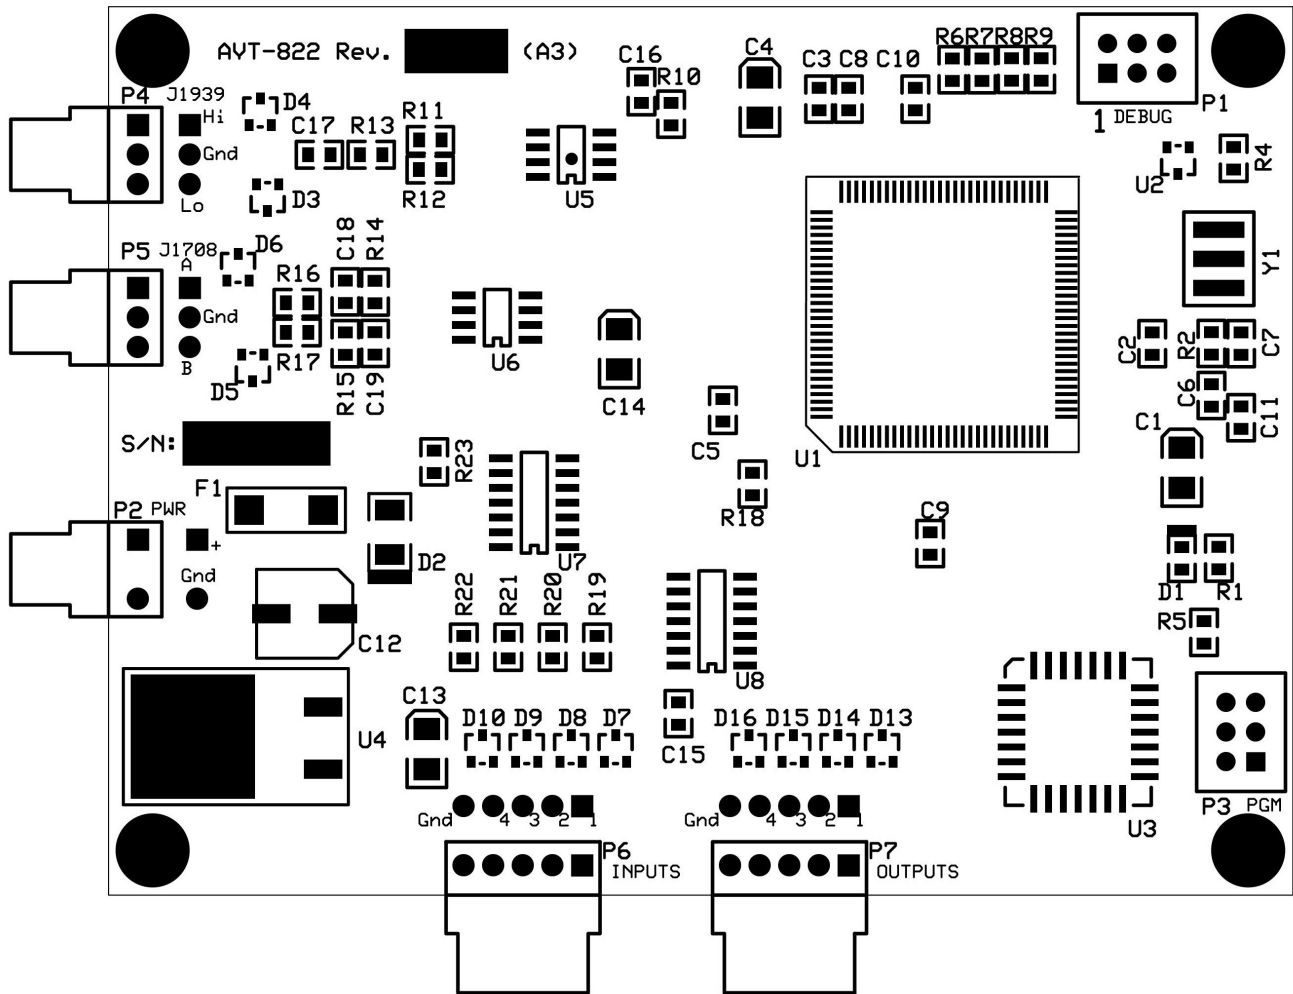 AVT-822 Rev. (A3)
C16
R10
C4
C3 C8 C10
R6 R7 R8 R9
P1
1 DEBUG
P4 J1939
Hi
Gnd
Lo
D4
C17 R13 R11
R12
D3
U5
U2
R4
P5 J1708
A
Gnd
B
D6
C18 R14
R16
R17
D5
R15 C19
U6
C14
Y1
C2
R2
C7
C6
C11
C1
S/N:
R23
C5
R18
U1
C9
F1
P2 PWR
+
Gnd
D2
U7
D1 R1
R5
C12
R22 R21 R20 R19
U8
U4
C13
D10 D9 D8 D7
C15
D16 D15 D14 D13
U3
P3 PGM
Gnd 4 3 2 1
Gnd 4 3 2 1
P6
INPUTS
P7
OUTPUTS